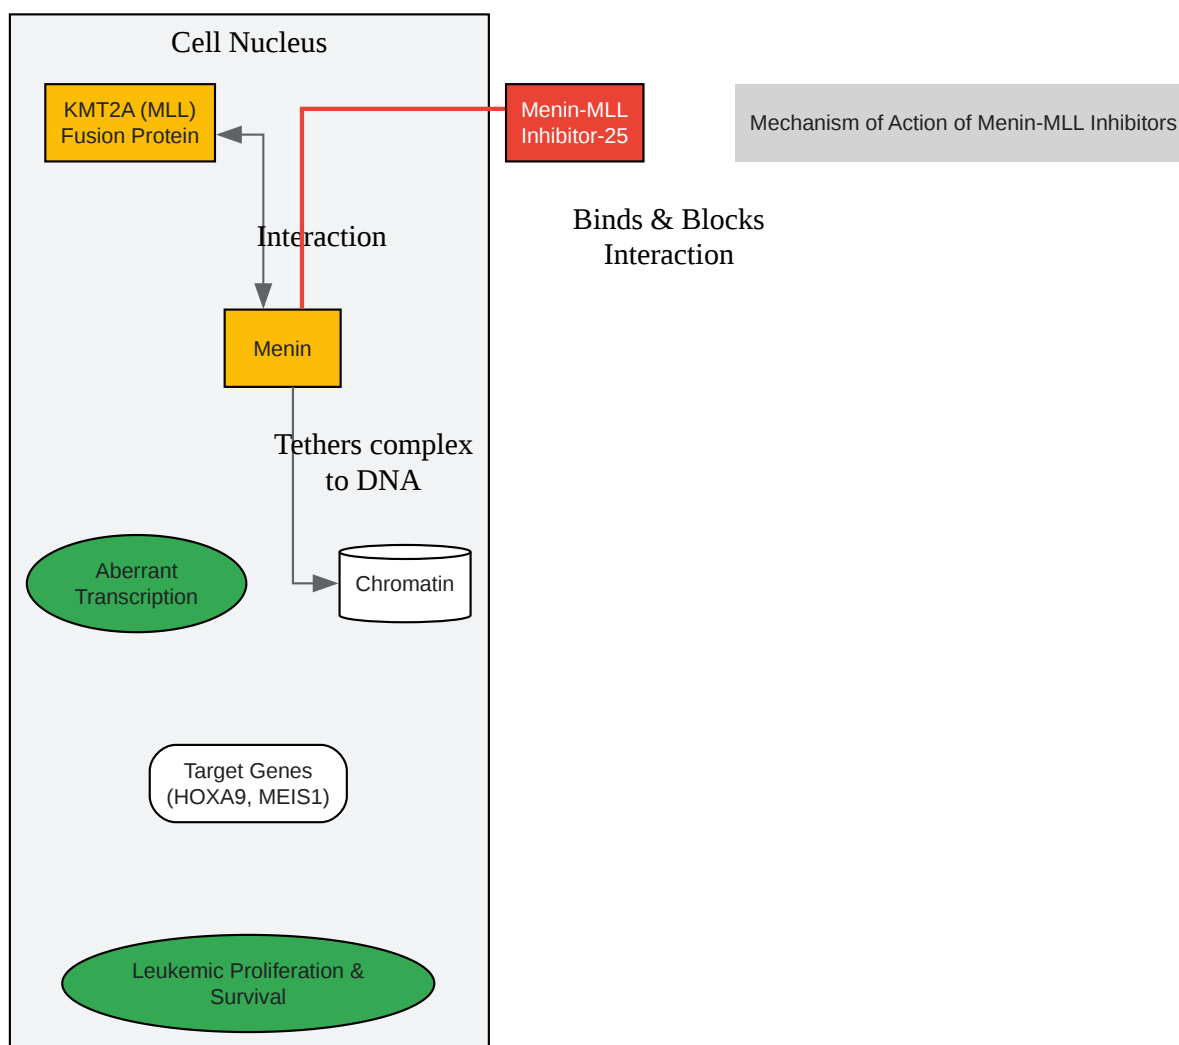 Cell Nucleus
KMT2A (MLL)
Fusion Protein
Menin-MLL
Inhibitor-25
Mechanism of Action of Menin-MLL Inhibitors
Interaction
Binds & Blocks
Interaction
Menin
Tethers complex
to DNA
Aberrant
Transcription
Chromatin
Target Genes
(HOXA9, MEIS1)
Leukemic Proliferation &
Survival